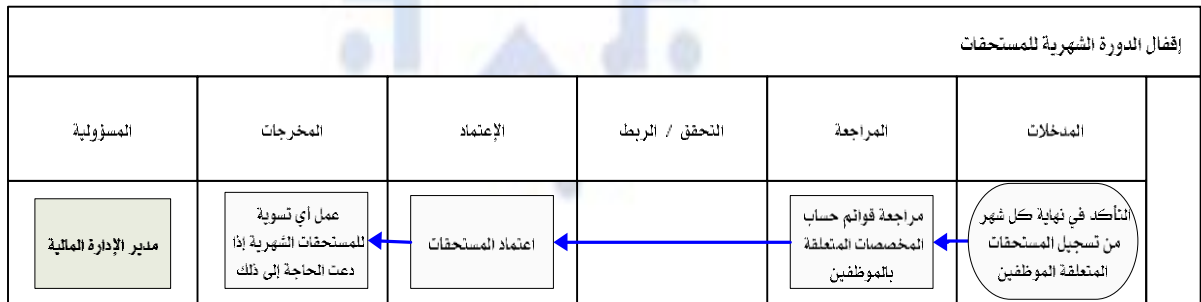 إقفال الدورة الشهرية للمستحقات
المدخلات
المراجعة
التحقق / الربط
الإعتماد
المخرجات
المسؤولية
التأكد في نهاية كل شهر
من تسجيل المستحقات
المتعلقة الموظفين
مراجعة قوائم حساب
المخصصات المتعلقة
بالموظفين
اعتماد المستحقات
عمل أي تسوية
للمستحقات الشهرية إذا
دعت الحاجة إلى ذلك
مدير الإدارة المالية